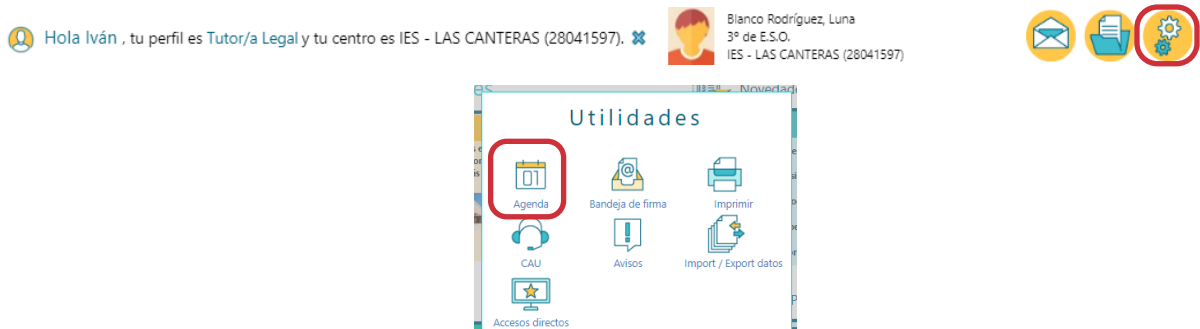 Hola Iván , tu perfil es Tutor/a Legal y tu centro es IES - LAS CANTERAS (28041597). ✖
Blanco Rodríguez, Luna
3º de E.S.O.
IES - LAS CANTERAS (28041597)
Utilidades
01
Agenda
Bandeja de firma
Imprimir
CAU
Avisos
Import / Export datos
Accesos directos